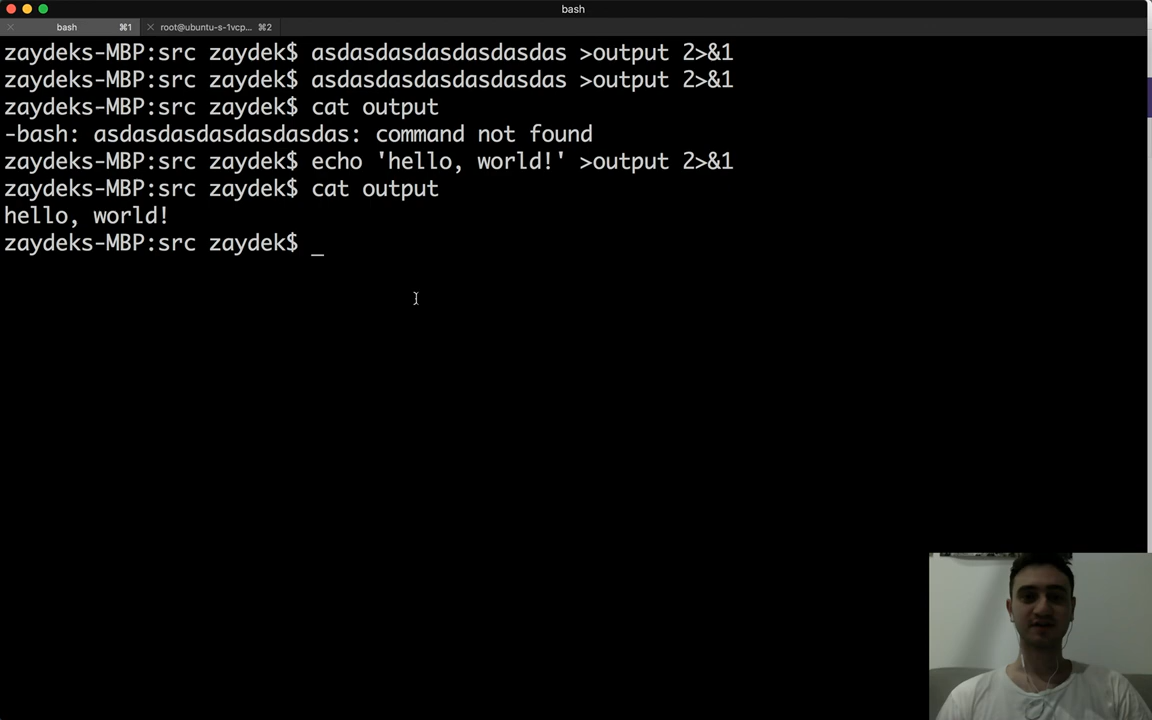 bash
bash ⌘1 root@ubuntu-s-1vcp... ⌘2
zaydeks-MBP:src zaydek$ asdasdasdasdasdasdas >output 2>&1
zaydeks-MBP:src zaydek$ asdasdasdasdasdasdas >output 2>&1
zaydeks-MBP:src zaydek$ cat output
-bash: asdasdasdasdasdasdas: command not found
zaydeks-MBP:src zaydek$ echo 'hello, world!' >output 2>&1
zaydeks-MBP:src zaydek$ cat output
hello, world!
zaydeks-MBP:src zaydek$ _